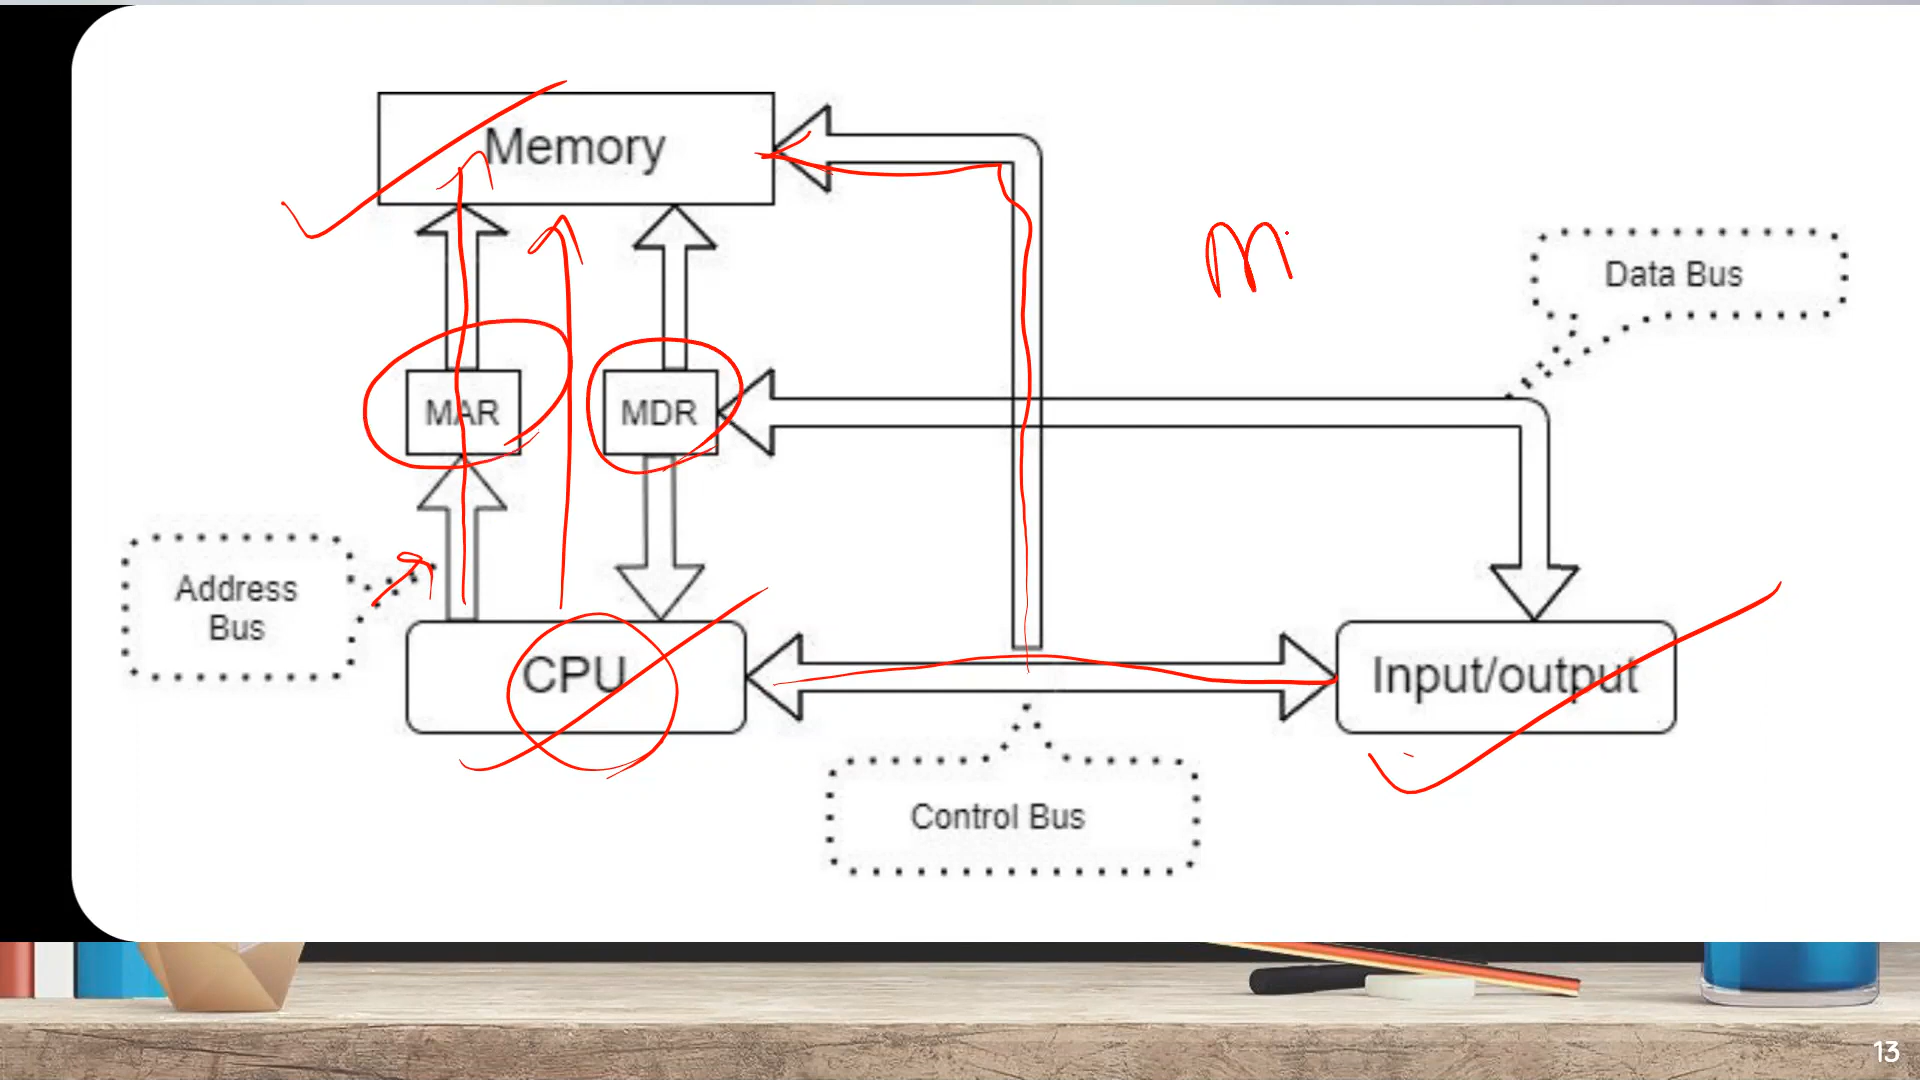 Memory
m
Data Bus
MAR
MDR
Address
Bus
CPU
Input/output
Control Bus
13